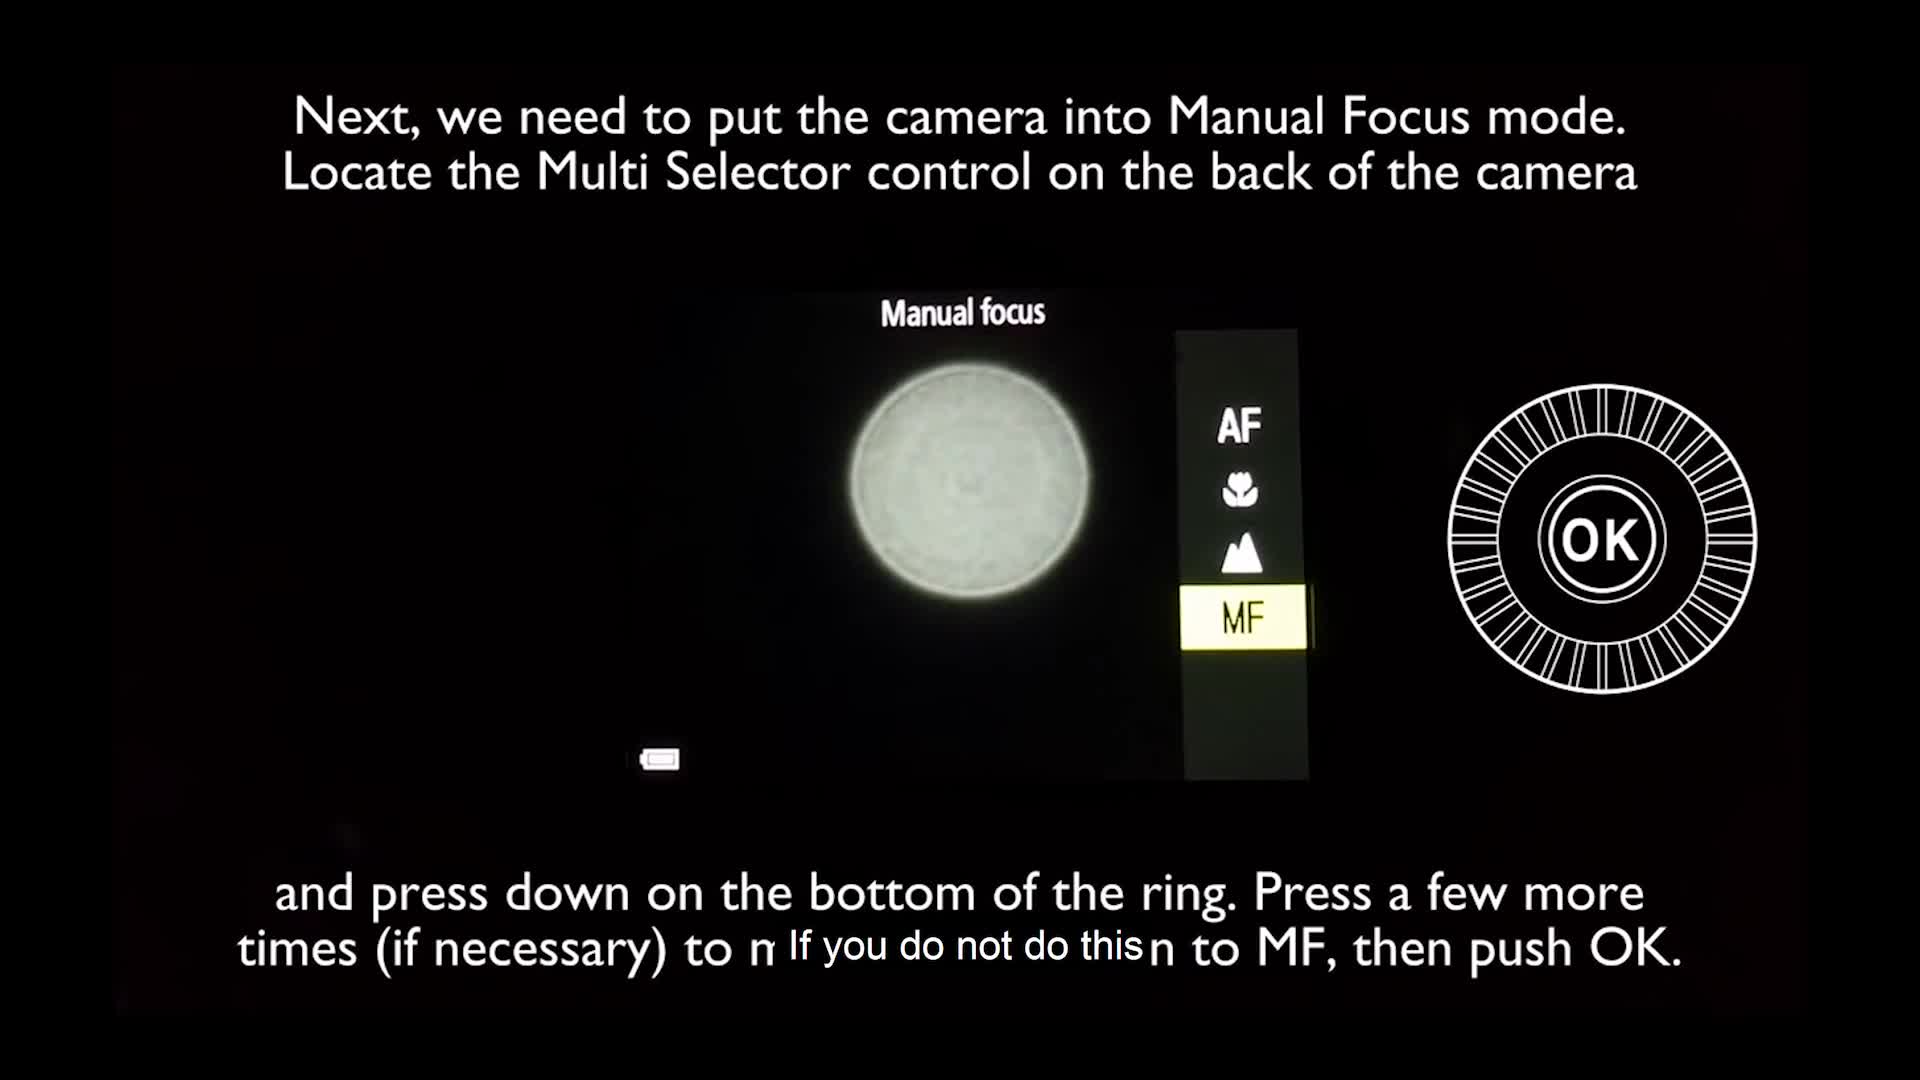 Next, we need to put the camera into Manual Focus mode.
Locate the Multi Selector control on the back of the camera
Manual focus
AF
MF
OK
and press down on the bottom of the ring. Press a few more
times (if necessary) to
If you do not do this
to MF, then push OK.